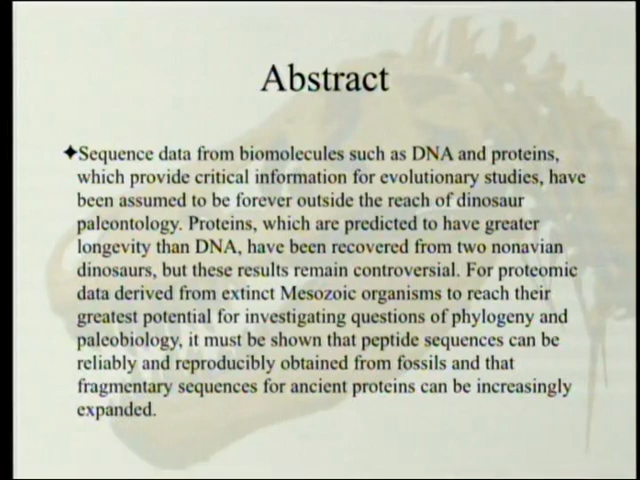 Abstract
✦Sequence data from biomolecules such as DNA and proteins,
which provide critical information for evolutionary studies, have
been assumed to be forever outside the reach of dinosaur
paleontology. Proteins, which are predicted to have greater
longevity than DNA, have been recovered from two nonavian
dinosaurs, but these results remain controversial. For proteomic
data derived from extinct Mesozoic organisms to reach their
greatest potential for investigating questions of phylogeny and
paleobiology, it must be shown that peptide sequences can be
reliably and reproducibly obtained from fossils and that
fragmentary sequences for ancient proteins can be increasingly
expanded.